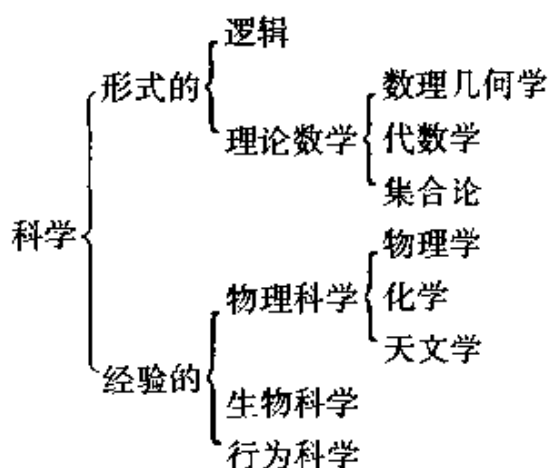 逻辑
形式的
数理几何学
理论数学
代数学
集合论
科学
物理学
物理科学
化学
天文学
经验的
生物科学
行为科学